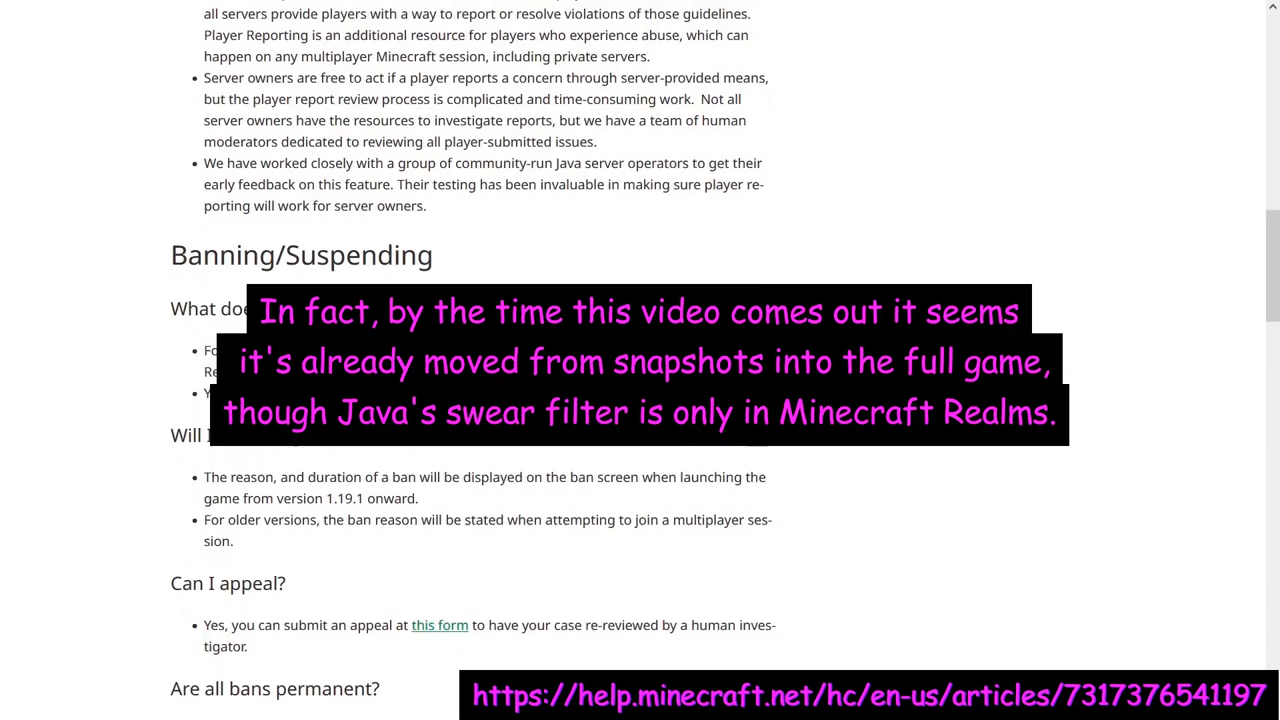 all servers provide players with a way to report or resolve violations of those guidelines.
Player Reporting is an additional resource for players who experience abuse, which can
happen on any multiplayer Minecraft session, including private servers.
Server owners are free to act if a player reports a concern through server-provided means,
but the player report review process is complicated and time-consuming work. Not all
server owners have the resources to investigate reports, but we have a team of human
moderators dedicated to reviewing all player-submitted issues.
We have worked closely with a group of community-run Java server operators to get their
early feedback on this feature. Their testing has been invaluable in making sure player re-
porting will work for server owners.
Banning/Suspending
What
In fact, by the time this video comes out it seems
it's already moved from snapshots into the full game,
though Java's swear filter is only in Minecraft Realms.
Will
The reason, and duration of a ban will be displayed on the ban screen when launching the
game from version 1.19.1 onward.
For older versions, the ban reason will be stated when attempting to join a multiplayer ses-
sion.
Can I appeal?
Yes, you can submit an appeal at this form to have your case re-reviewed by a human inves-
tigator.
Are all bans permanent?
https://help.minecraft.net/hc/en-us/articles/7317376541197